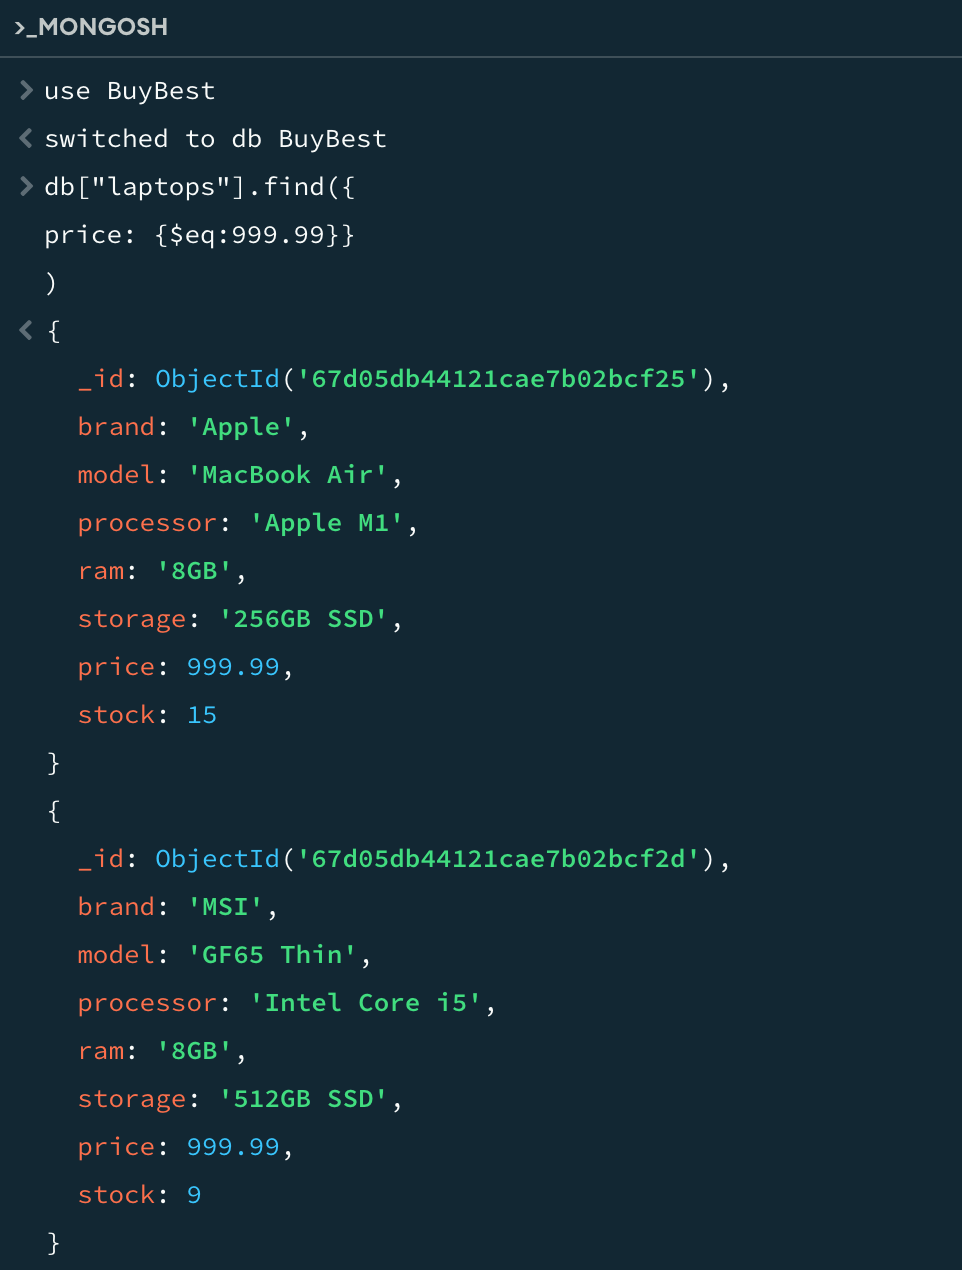 >_MONGOSH
> use BuyBest
< switched to db BuyBest
> db["laptops"].find({
price: {$eq:999.99}}
)
< {
_id: ObjectId('67d05db44121cae7b02bcf25'),
brand: 'Apple',
model: 'MacBook Air',
processor: 'Apple M1',
ram: '8GB',
storage: '256GB SSD',
price: 999.99,
stock: 15
}
{
_id: ObjectId('67d05db44121cae7b02bcf2d'),
brand: 'MSI',
model: 'GF65 Thin',
processor: 'Intel Core i5',
ram: '8GB',
storage: '512GB SSD',
price: 999.99,
stock: 9
}